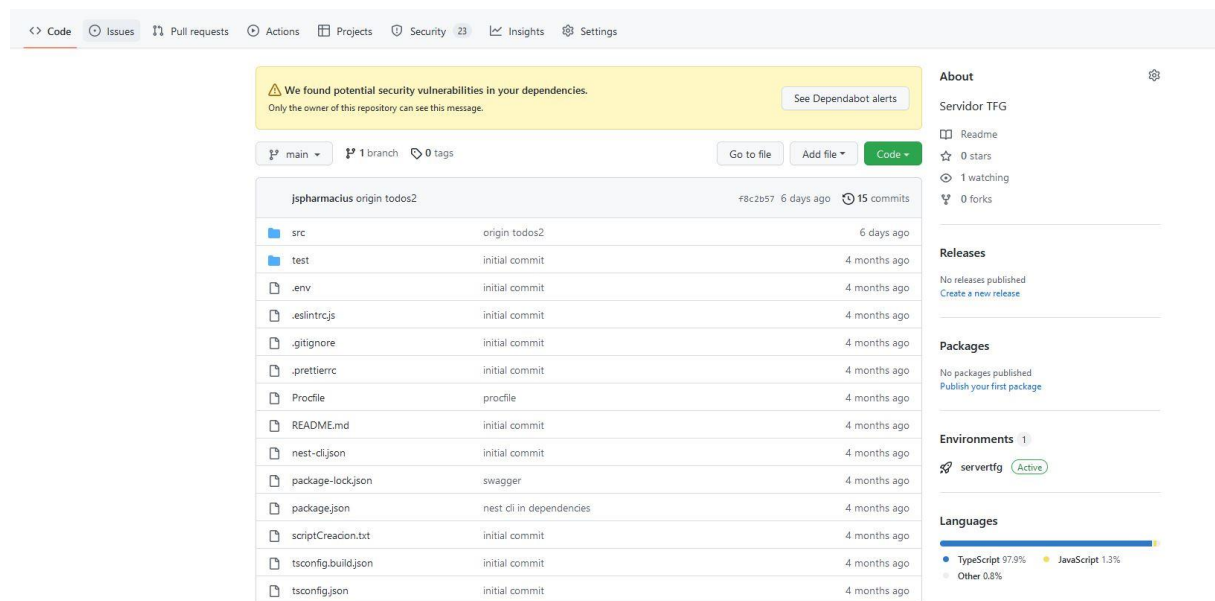 Code Issues Pull requests Actions Projects Security 23 Insights Settings
We found potential security vulnerabilities in your dependencies.
Only the owner of this repository can see this message.
See Dependabot alerts
main 1 branch 0 tags Go to file Add file Code
jspharmacius origin todos2 f8c2b57 6 days ago 15 commits
src origin todos2 6 days ago
test initial commit 4 months ago
.env initial commit 4 months ago
.eslintrc.js initial commit 4 months ago
.gitignore initial commit 4 months ago
.prettierrc initial commit 4 months ago
Procfile procfile 4 months ago
README.md initial commit 4 months ago
nest-cli.json initial commit 4 months ago
package-lock.json swagger 4 months ago
package.json nest cli in dependencies 4 months ago
scriptCreacion.txt initial commit 4 months ago
tsconfig.build.json initial commit 4 months ago
tsconfig.json initial commit 4 months ago
About
Servidor TFG
Readme
0 stars
1 watching
0 forks
Releases
No releases published
Create a new release
Packages
No packages published
Publish your first package
Environments 1
servertfg Active
Languages
TypeScript 97.9% JavaScript 1.3%
Other 0.8%